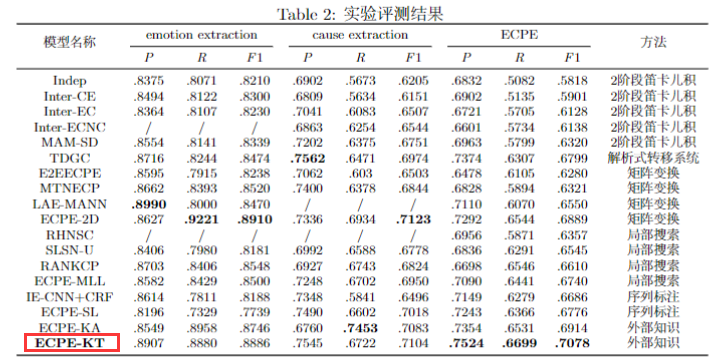 Table 2: 实验评测结果
模型名称 emotion extraction cause extraction ECPE 方法
P R F1 P R F1 P R F1
Indep .8375 .8071 .8210 .6902 .5673 .6205 .6832 .5082 .5818 2阶段笛卡儿积
Inter-CE .8494 .8122 .8300 .6809 .5634 .6151 .6902 .5135 .5901 2阶段笛卡儿积
Inter-EC .8364 .8107 .8230 .7041 .6083 .6507 .6721 .5705 .6128 2阶段笛卡儿积
Inter-ECNC / / / .6863 .6254 .6544 .6601 .5734 .6138 2阶段笛卡儿积
MAM-SD .8554 .8141 .8339 .7202 .6375 .6751 .6963 .5799 .6320 2阶段笛卡儿积
TDGC .8716 .8244 .8474 .7562 .6471 .6974 .7374 .6307 .6799 解析式转移系统
E2EECPE .8595 .7915 .8238 .7062 .603 .6503 .6478 .6105 .6280 矩阵变换
MTNECP .8662 .8393 .8520 .7400 .6378 .6844 .6828 .5894 .6321 矩阵变换
LAE-MANN .8990 .8000 .8470 / / / .7110 .6070 .6550 矩阵变换
ECPE-2D .8627 .9221 .8910 .7336 .6934 .7123 .7292 .6544 .6889 矩阵变换
RHNSC / / / / / / .6956 .5871 .6357 局部搜索
SLSN-U .8406 .7980 .8181 .6992 .6588 .6778 .6836 .6291 .6545 局部搜索
RANKCP .8703 .8406 .8548 .6927 .6743 .6824 .6698 .6546 .6610 局部搜索
ECPE-MLL .8582 .8429 .8500 .7248 .6702 .6950 .7090 .6441 .6740 局部搜索
IE-CNN+CRF .8614 .7811 .8188 .7348 .5841 .6496 .7149 .6279 .6686 序列标注
ECPE-SL .8196 .7329 .7739 .7490 .6602 .7018 .7243 .6366 .6776 序列标注
ECPE-KA .8549 .8958 .8746 .6760 .7453 .7083 .7354 .6531 .6914 外部知识
ECPE-KT .8907 .8880 .8886 .7545 .6722 .7104 .7524 .6699 .7078 外部知识